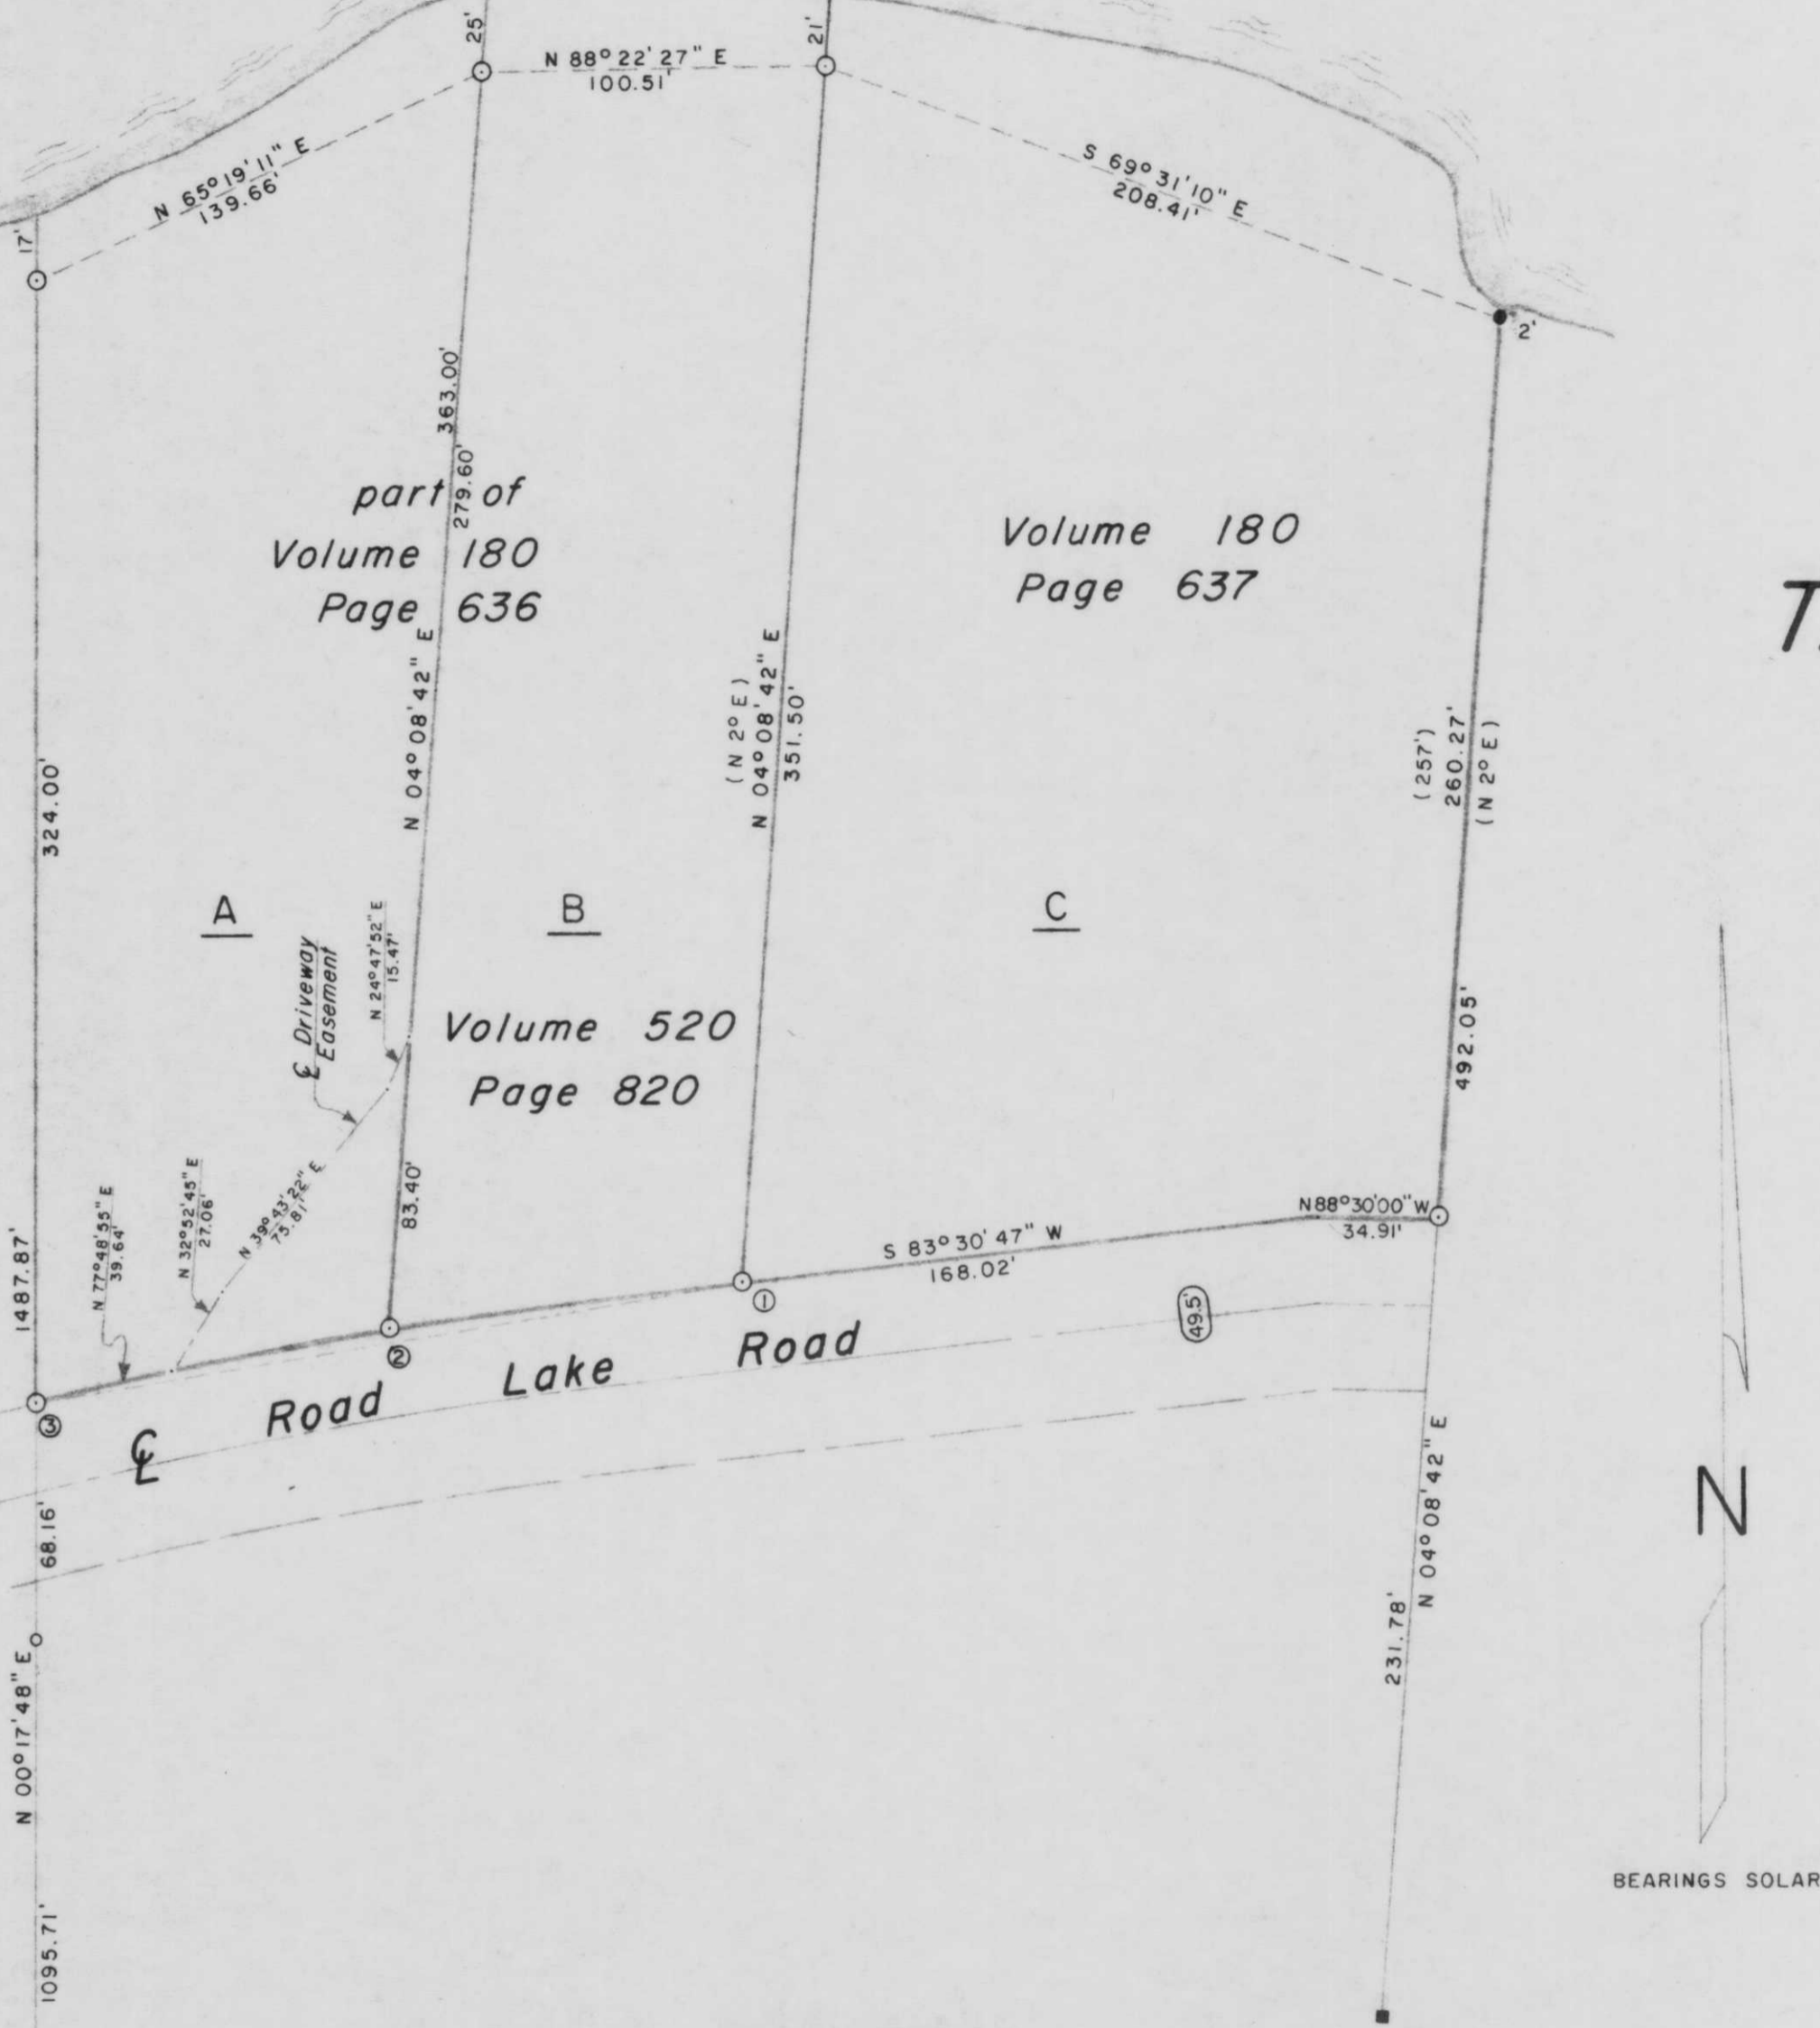 25'
21'
N 88° 22' 27" E
100.51'
N 65° 19' 11" E
139.66'
S 69° 31' 10" E
208.41'
17'
2'
363.00'
279.60'
part of
Volume 180
Page 636
Volume 180
Page 637
T
N 04° 08' 42" E
(N 2° E)
N 04° 08' 42" E
351.50'
(257')
260.27'
(N 2° E)
324.00'
A
B
C
℄ Driveway
Easement
N 24° 47' 52" E
15.47'
Volume 520
Page 820
492.05'
83.40'
N 77° 48' 55" E
39.64'
N 32° 52' 45" E
27.06'
N 39° 43' 22" E
75.81'
1487.87'
N 88° 30' 00" W
34.91'
S 83° 30' 47" W
168.02'
1
2
3
49.5'
℄ Road Lake Road
68.16'
N 04° 08' 42" E
231.78'
N
N 00° 17' 48" E
1095.71'
BEARINGS SOLAR